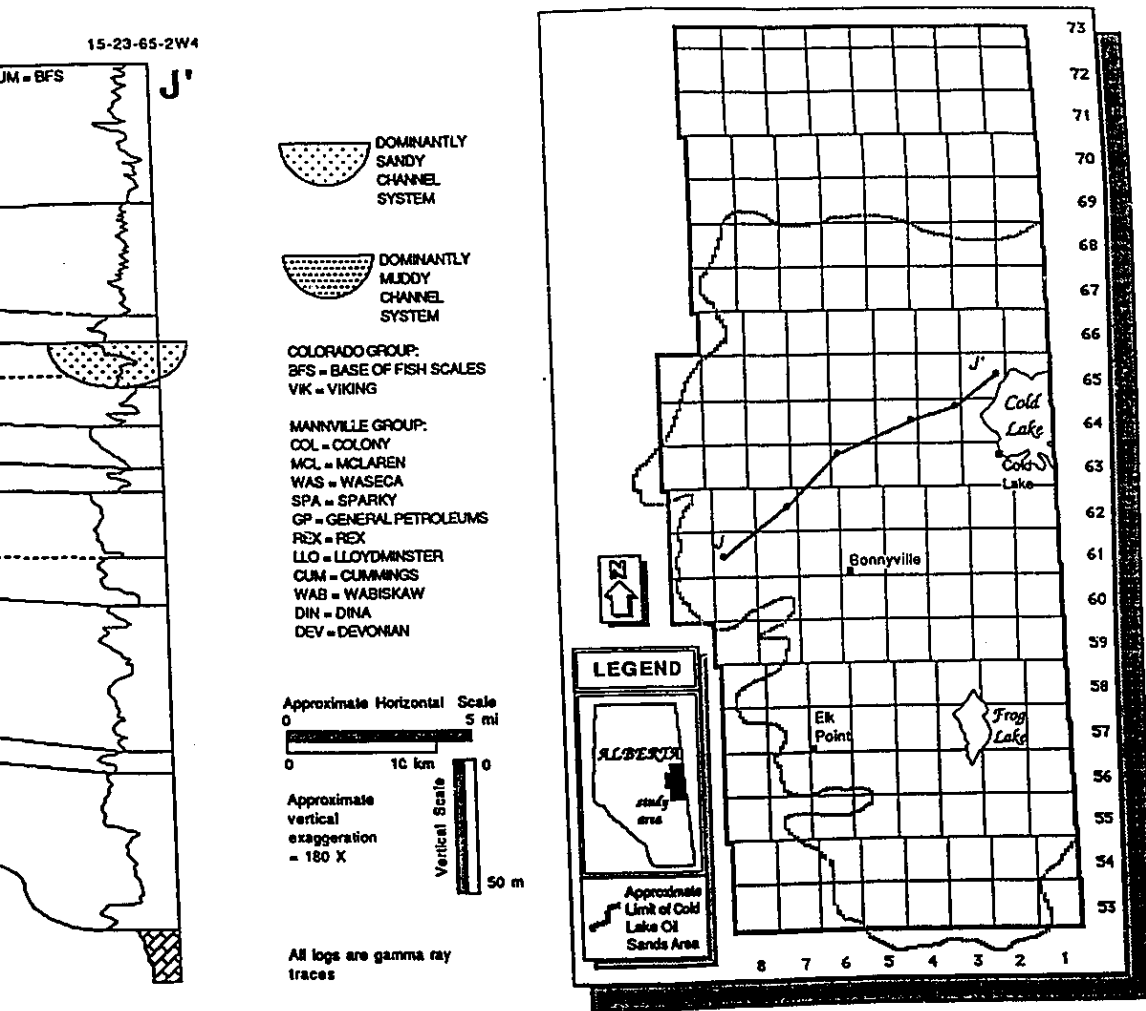 15-23-65-2W4
UM = BFS
J'
DOMINANTLY
SANDY
CHANNEL
SYSTEM
DOMINANTLY
MUDDY
CHANNEL
SYSTEM
COLORADO GROUP:
BFS = BASE OF FISH SCALES
VIK = VIKING
MANNVILLE GROUP:
COL = COLONY
MCL = MCLAREN
WAS = WASECA
SPA = SPARKY
GP = GENERAL PETROLEUMS
REX = REX
LLO = LLOYDMINSTER
CUM = CUMMINGS
WAB = WABISKAW
DIN = DINA
DEV = DEVONIAN
Approximate Horizontal Scale
0 5 mi
0 10 km
Approximate
vertical
exaggeration
= 180 X
Vertical Scale
0
50 m
All logs are gamma ray
traces
73
72
71
70
69
68
67
66
65
64
63
62
61
60
59
58
57
56
55
54
53
8 7 6 5 4 3 2 1
J'
Cold
Lake
Cold
Lake
J
Bonnyville
N
Elk
Point
Frog
Lake
LEGEND
ALBERTA
study
area
Approximate
Limit of Cold
Lake Oil
Sands Area